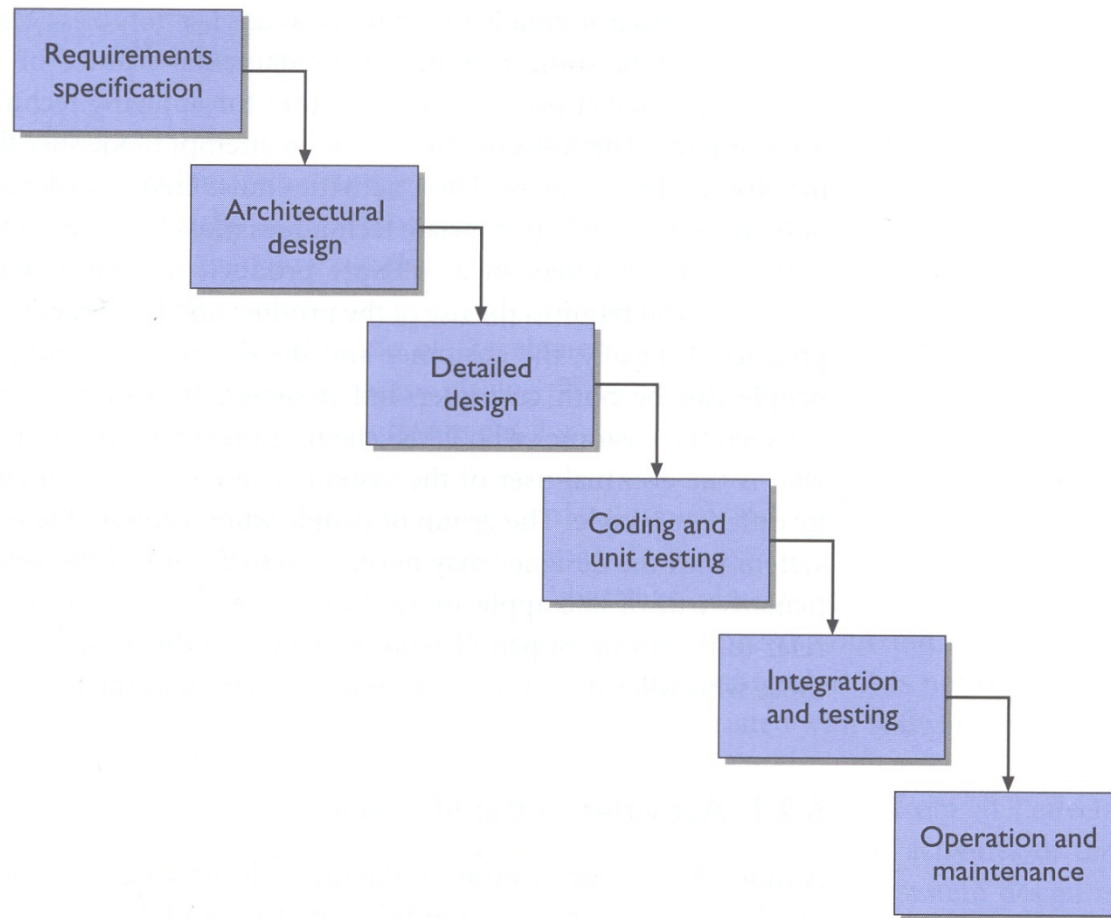 Requirements
specification
Architectural
design
Detailed
design
Coding and
unit testing
Integration
and testing
Operation and
maintenance